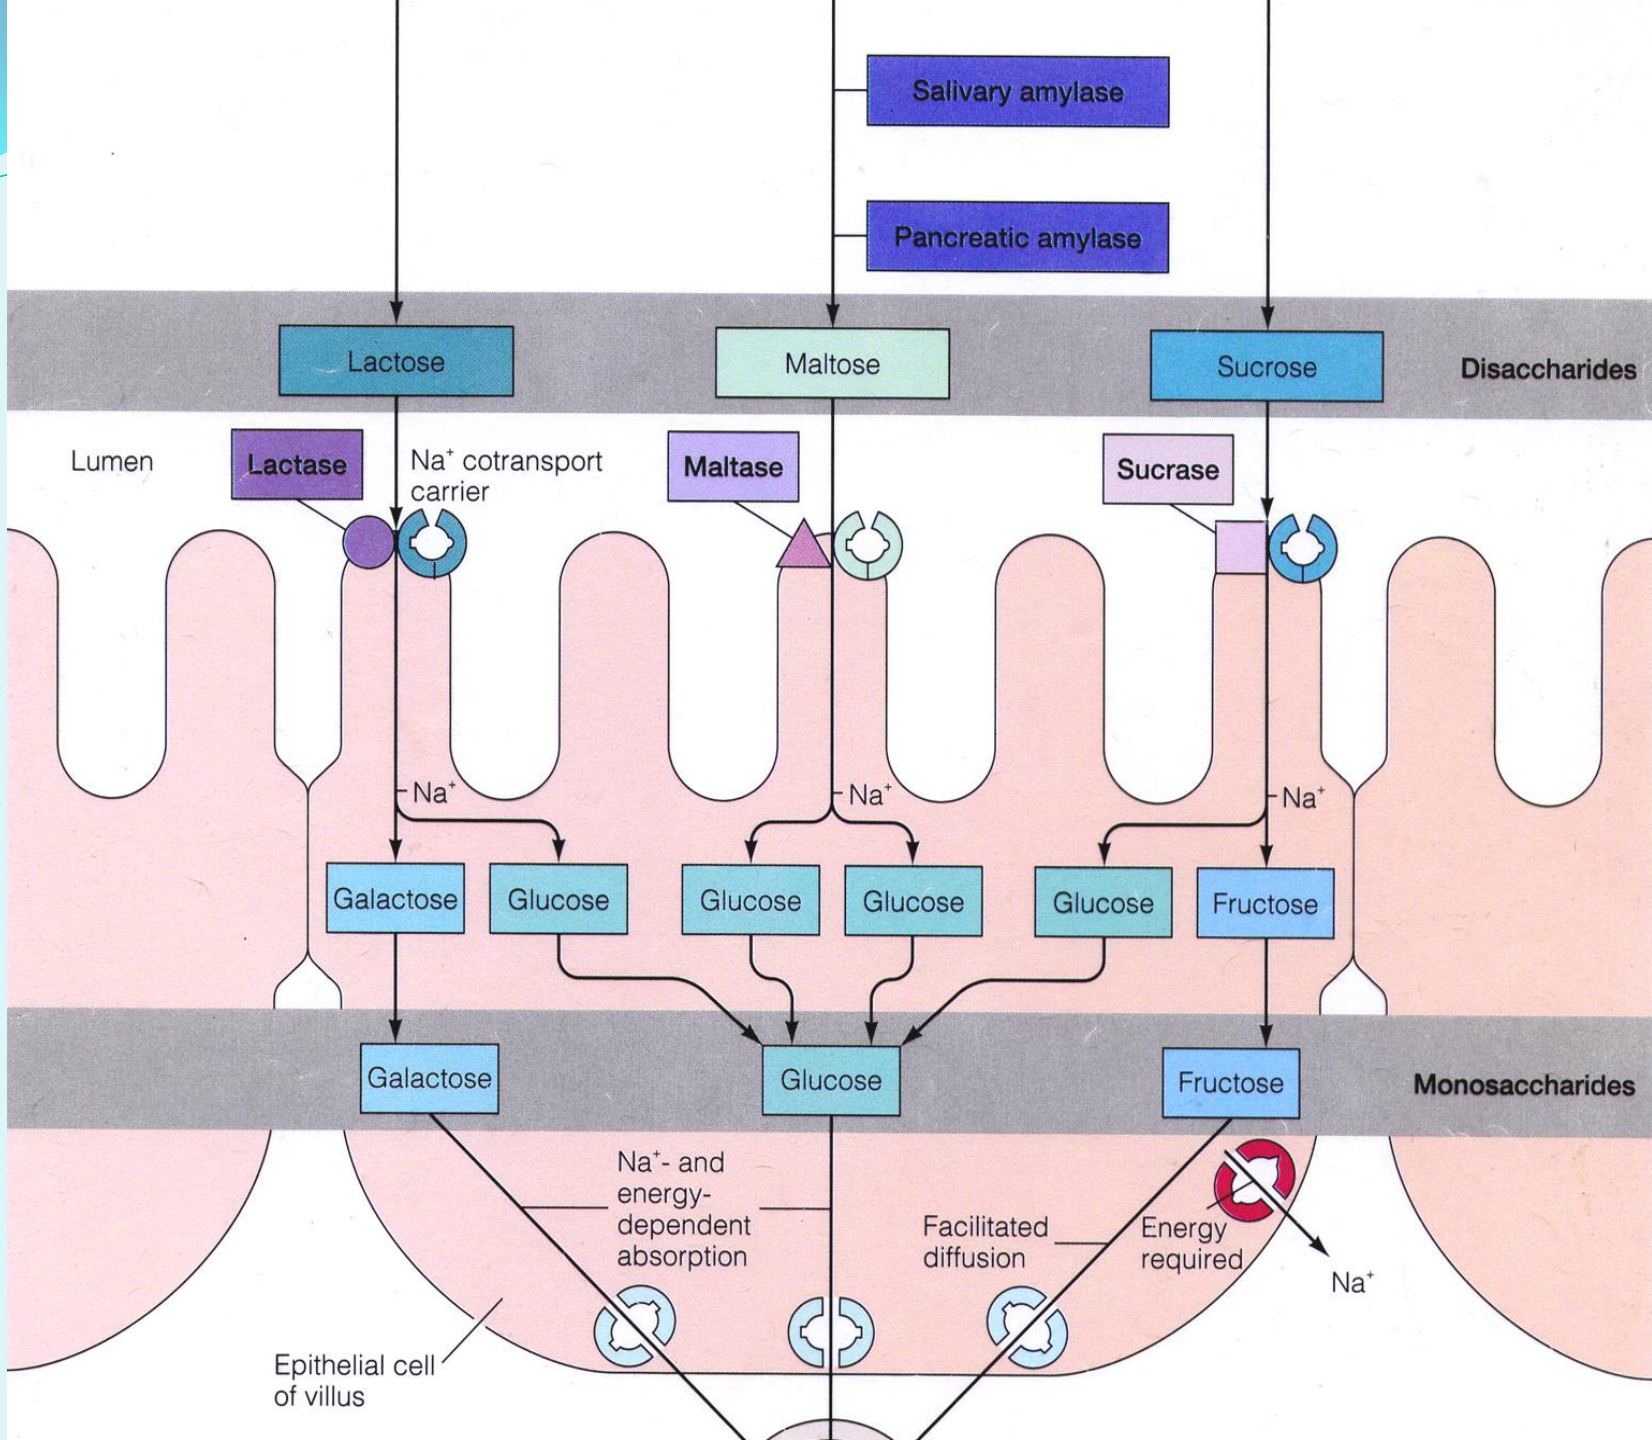 Salivary amylase
Pancreatic amylase
Lactose
Maltose
Sucrose
Disaccharides
Lumen
Lactase
Na⁺ cotransport
carrier
Maltase
Sucrase
Na⁺
Na⁺
Na⁺
Galactose
Glucose
Glucose
Glucose
Glucose
Fructose
Galactose
Glucose
Fructose
Monosaccharides
Na⁺- and
energy-
dependent
absorption
Facilitated
diffusion
Energy
required
Na⁺
Epithelial cell
of villus